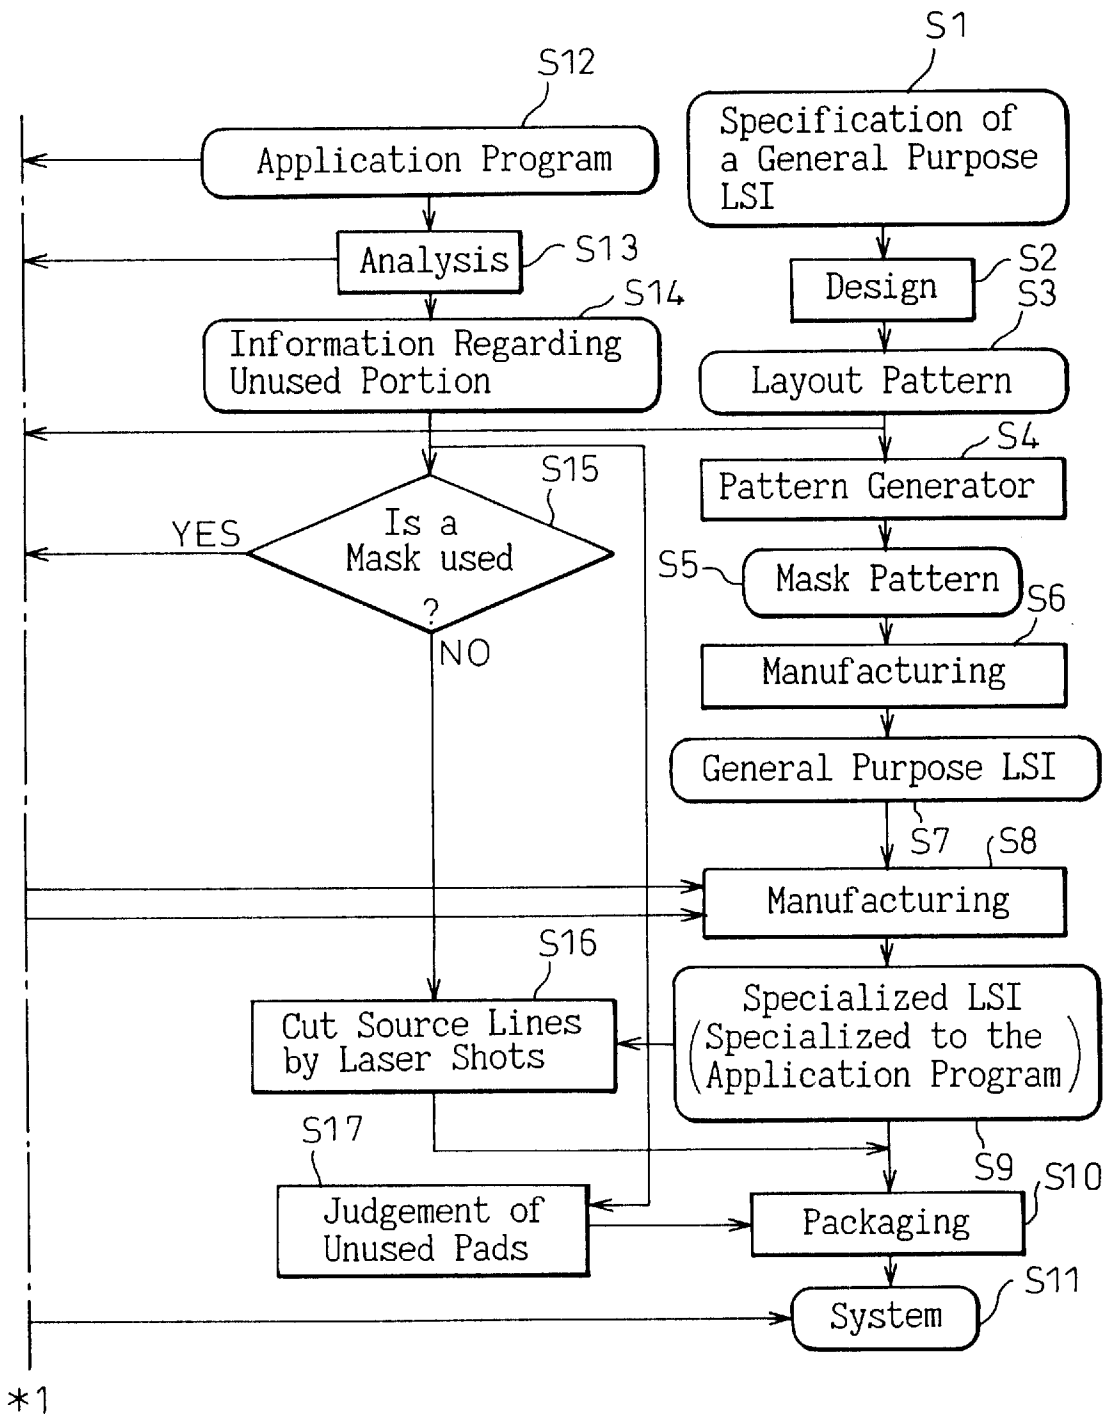 S1
S12
Specification of
a General Purpose
LSI
Application Program
S13
Analysis
S2
Design
S14
S3
Information Regarding
Unused Portion
Layout Pattern
S4
S15
Pattern Generator
Is a
Mask used
?
YES
NO
S5
Mask Pattern
S6
Manufacturing
General Purpose LSI
S7
S8
Manufacturing
S16
Cut Source Lines
by Laser Shots
Specialized LSI
(Specialized to the
Application Program)
S17
S9
S10
Judgement of
Unused Pads
Packaging
S11
System
*1